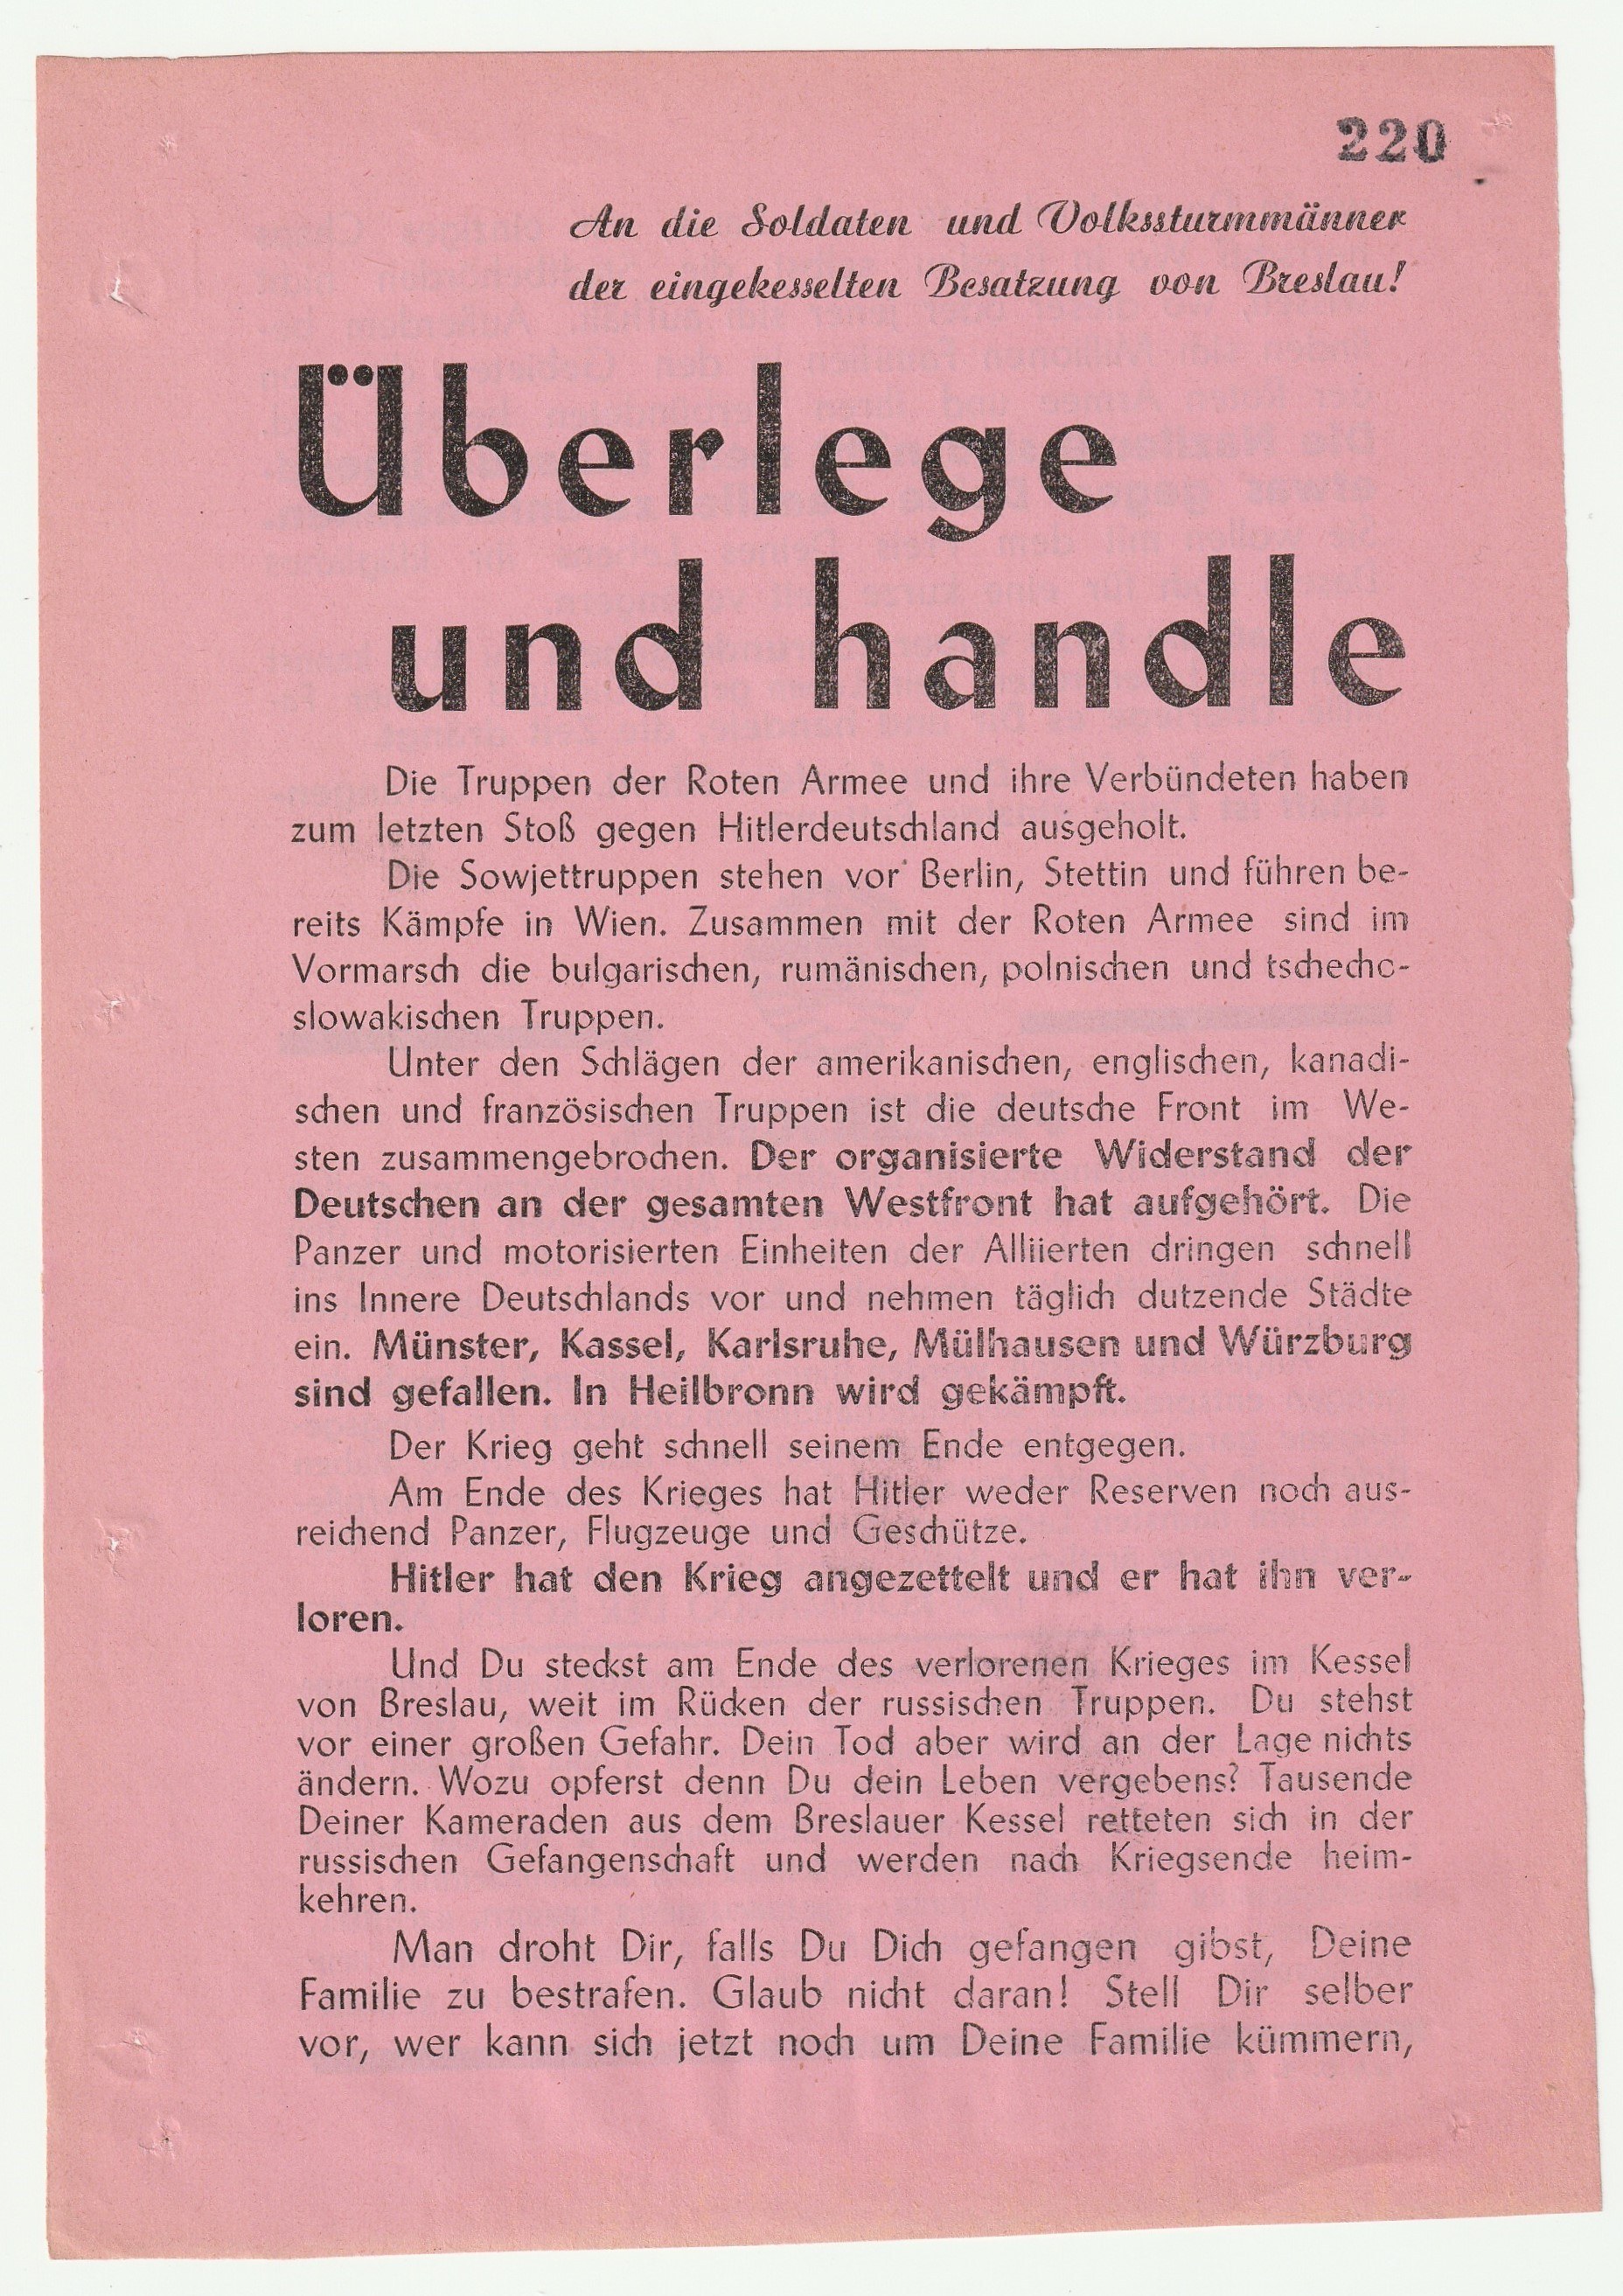 220
An die Soldaten und Volkssturmmänner
der eingekesselten Besatzung von Breslau!
Überlege
und handle
Die Truppen der Roten Armee und ihre Verbündeten haben
zum letzten Stoß gegen Hitlerdeutschland ausgeholt.
Die Sowjettruppen stehen vor Berlin, Stettin und führen be-
reits Kämpfe in Wien. Zusammen mit der Roten Armee sind im
Vormarsch die bulgarischen, rumänischen, polnischen und tschecho-
slowakischen Truppen.
Unter den Schlägen der amerikanischen, englischen, kanadi-
schen und französischen Truppen ist die deutsche Front im We-
sten zusammengebrochen. Der organisierte Widerstand der
Deutschen an der gesamten Westfront hat aufgehört. Die
Panzer und motorisierten Einheiten der Alliierten dringen schnell
ins Innere Deutschlands vor und nehmen täglich dutzende Städte
ein. Münster, Kassel, Karlsruhe, Mülhausen und Würzburg
sind gefallen. In Heilbronn wird gekämpft.
Der Krieg geht schnell seinem Ende entgegen.
Am Ende des Krieges hat Hitler weder Reserven noch aus-
reichend Panzer, Flugzeuge und Geschütze.
Hitler hat den Krieg angezettelt und er hat ihn ver-
loren.
Und Du steckst am Ende des verlorenen Krieges im Kessel
von Breslau, weit im Rücken der russischen Truppen. Du stehst
vor einer großen Gefahr. Dein Tod aber wird an der Lage nichts
ändern. Wozu opferst denn Du dein Leben vergebens? Tausende
Deiner Kameraden aus dem Breslauer Kessel retteten sich in der
russischen Gefangenschaft und werden nach Kriegsende heim-
kehren.
Man droht Dir, falls Du Dich gefangen gibst, Deine
Familie zu bestrafen. Glaub nicht daran! Stell Dir selber
vor, wer kann sich jetzt noch um Deine Familie kümmern,